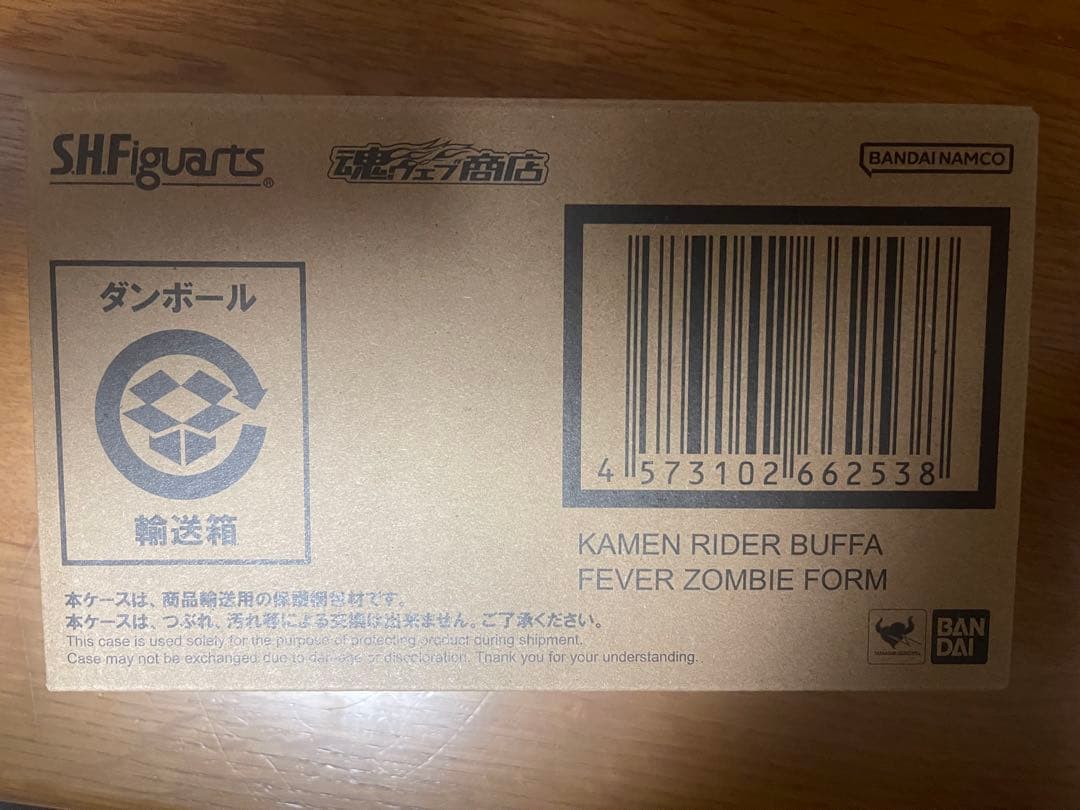 S.H.Figuarts®
魂ウェブ商店
BANDAI NAMCO
ダンボール
輸送箱
4 573102 662538
KAMEN RIDER BUFFA
FEVER ZOMBIE FORM
本ケースは、商品輸送用の保護梱包材です。
本ケースは、つぶれ、汚れ等による交換は出来ません。ご了承ください。
This case is used solely for the purpose of protecting product during shipment.
Case may not be exchanged due to damage or discoloration. Thank you for your understanding.
BAN
DAI